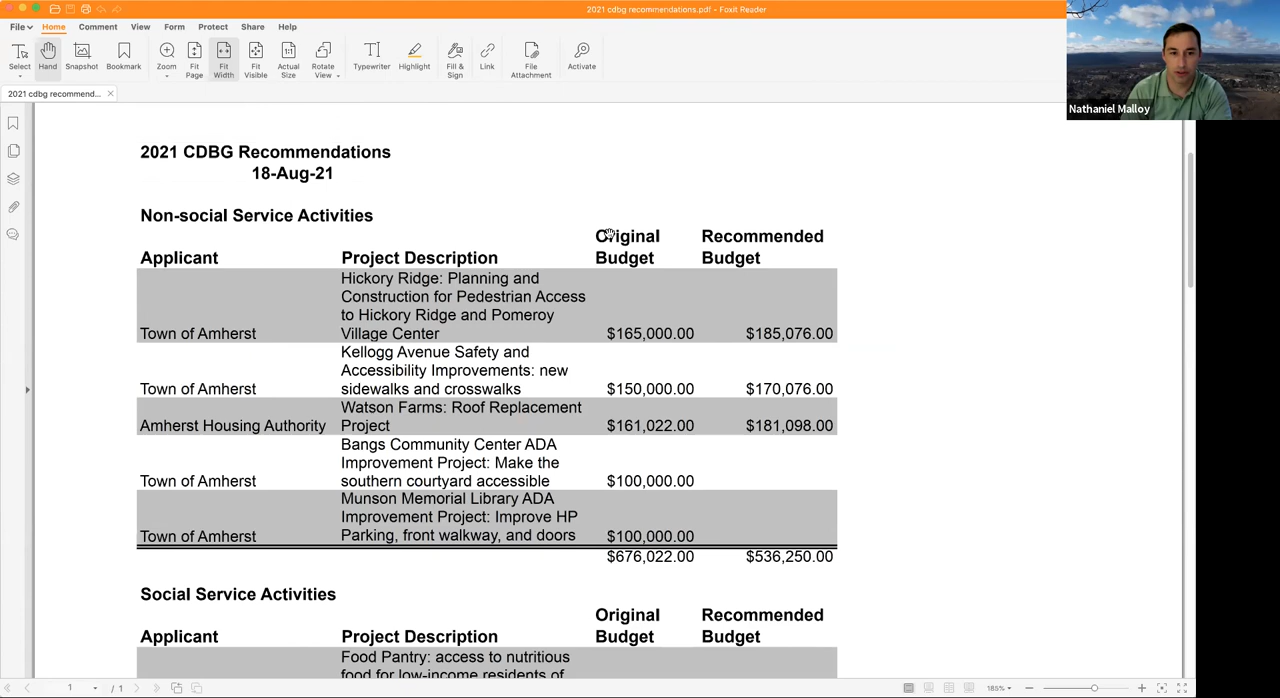 2021 cdbg recommendations.pdf - Foxit Reader
File Home Comment View Form Protect Share Help
Select Hand Snapshot Bookmark Zoom Fit Page Fit Width Fit Visible Actual Size Rotate View Typewriter Highlight Fill & Sign Link File Attachment Activate
Nathaniel Malloy
2021 cdbg recommend...
2021 CDBG Recommendations
18-Aug-21
Non-social Service Activities
Original Recommended
Applicant Project Description Budget Budget
Hickory Ridge: Planning and
Construction for Pedestrian Access
to Hickory Ridge and Pomeroy
Town of Amherst Village Center $165,000.00 $185,076.00
Kellogg Avenue Safety and
Accessibility Improvements: new
Town of Amherst sidewalks and crosswalks $150,000.00 $170,076.00
Watson Farms: Roof Replacement
Amherst Housing Authority Project $161,022.00 $181,098.00
Bangs Community Center ADA
Improvement Project: Make the
Town of Amherst southern courtyard accessible $100,000.00
Munson Memorial Library ADA
Improvement Project: Improve HP
Town of Amherst Parking, front walkway, and doors $100,000.00
$676,022.00 $536,250.00
Social Service Activities
Original Recommended
Applicant Project Description Budget Budget
Food Pantry: access to nutritious
food for low-income residents of
1 / 1 185%